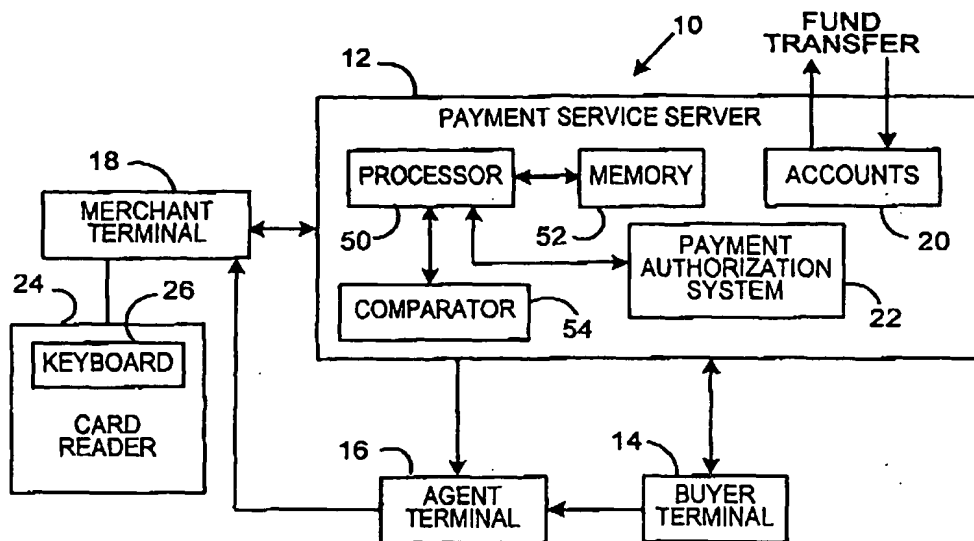 10
FUND
TRANSFER
12
PAYMENT SERVICE SERVER
18
PROCESSOR
MEMORY
ACCOUNTS
MERCHANT
TERMINAL
50
52
20
PAYMENT
AUTHORIZATION
SYSTEM
24
26
COMPARATOR
54
22
KEYBOARD
CARD
READER
16
14
AGENT
TERMINAL
BUYER
TERMINAL